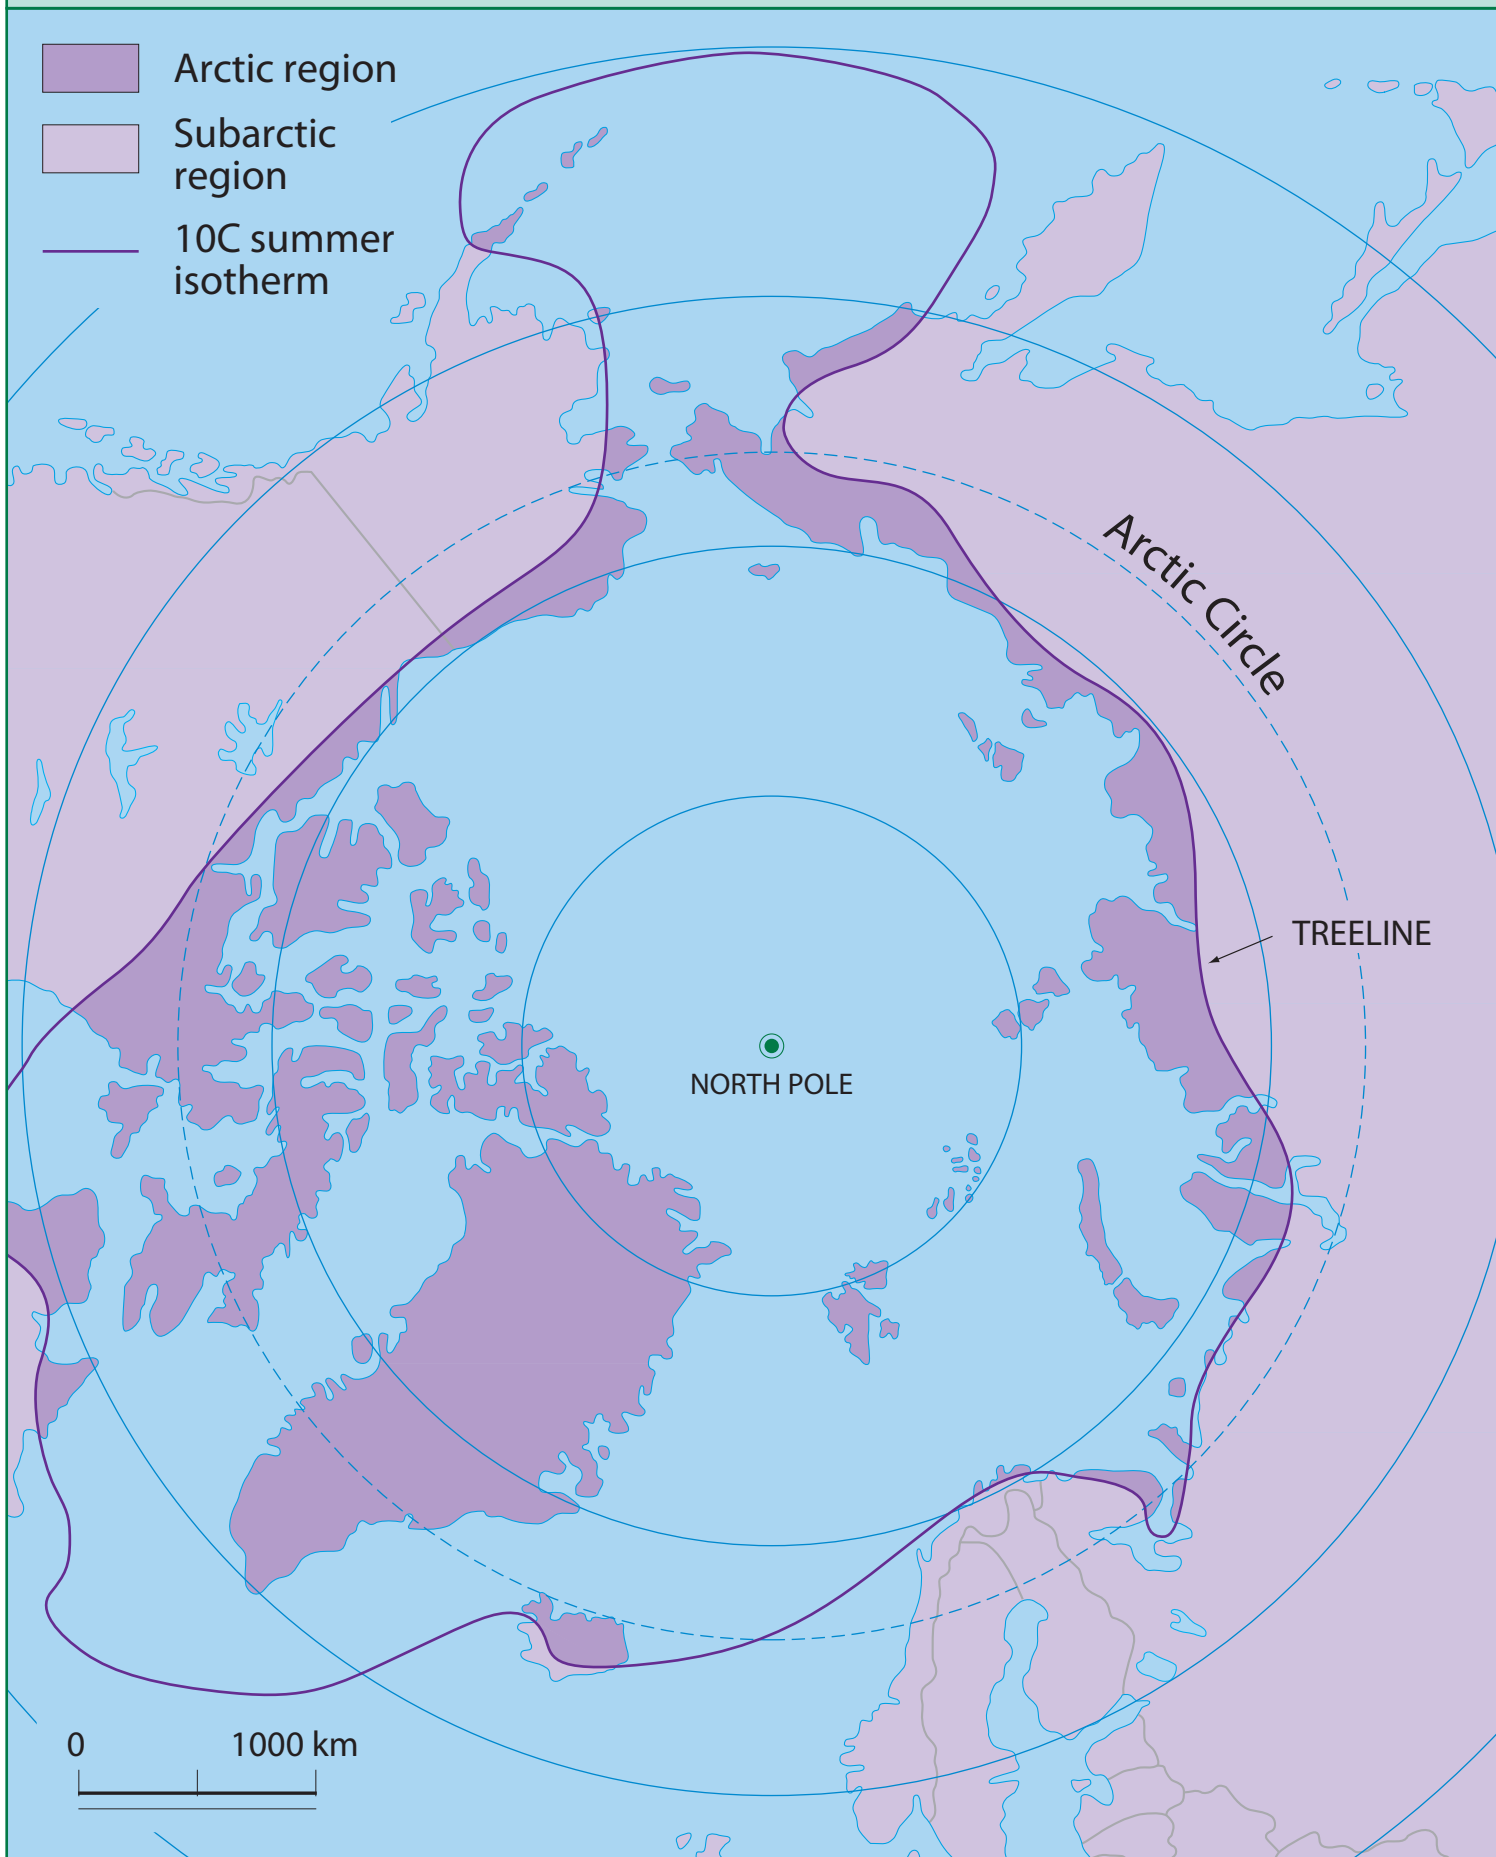 Arctic region
Subarctic
region
10C summer
isotherm
Arctic Circle
TREELINE
NORTH POLE
0 1000 km